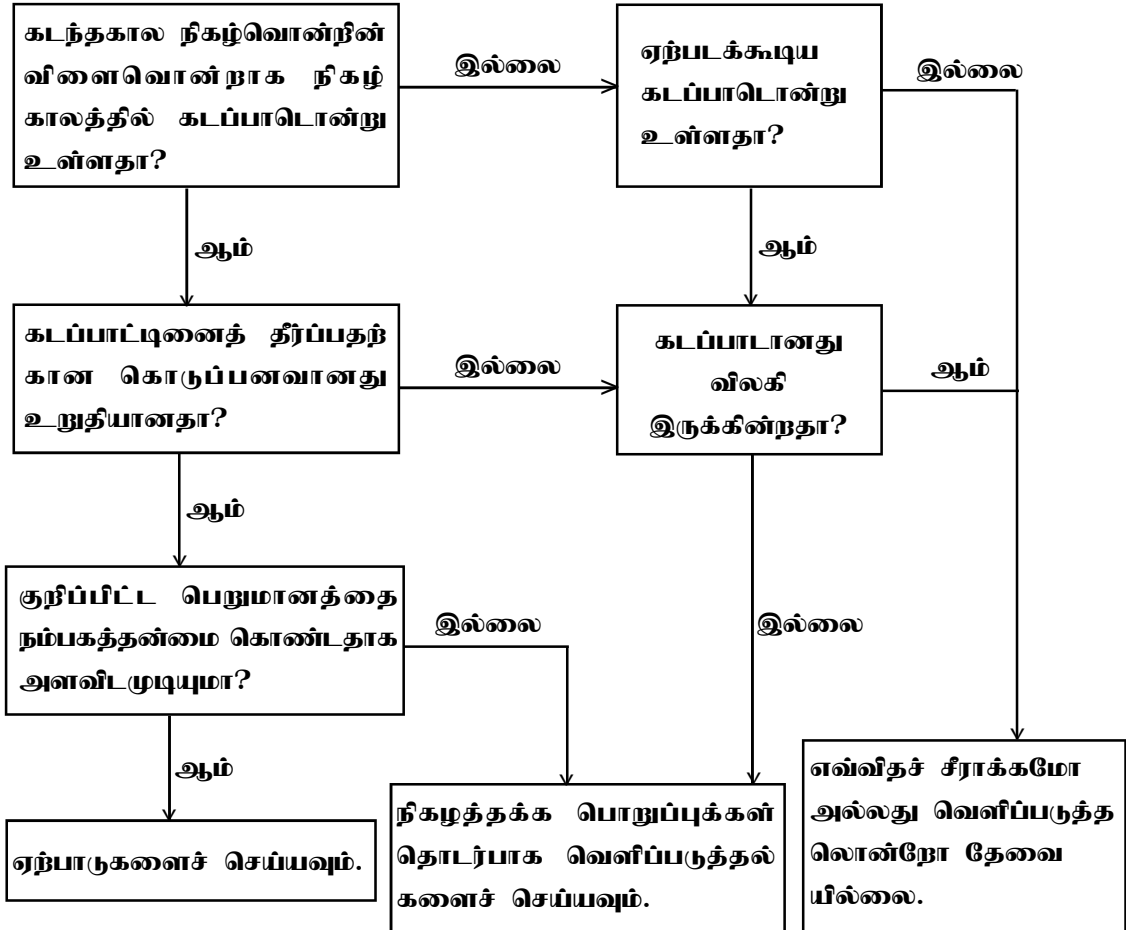 கடந்தகால நிகழ்வொன்றின்
விளைவொன்றாக நிகழ்
காலத்தில் கடப்பாடொன்று
உள்ளதா?
இல்லை
ஏற்படக்கூடிய
கடப்பாடொன்று
உள்ளதா?
இல்லை
ஆம்
ஆம்
கடப்பாட்டினைத் தீர்ப்பதற்
கான கொடுப்பனவானது
உறுதியானதா?
இல்லை
கடப்பாடானது
விலகி
இருக்கின்றதா?
ஆம்
ஆம்
குறிப்பிட்ட பெறுமானத்தை
நம்பகத்தன்மை கொண்டதாக
அளவிடமுடியுமா?
இல்லை
இல்லை
ஆம்
ஏற்பாடுகளைச் செய்யவும்.
நிகழத்தக்க பொறுப்புக்கள்
தொடர்பாக வெளிப்படுத்தல்
களைச் செய்யவும்.
எவ்விதச் சீராக்கமோ
அல்லது வெளிப்படுத்த
லொன்றோ தேவை
யில்லை.